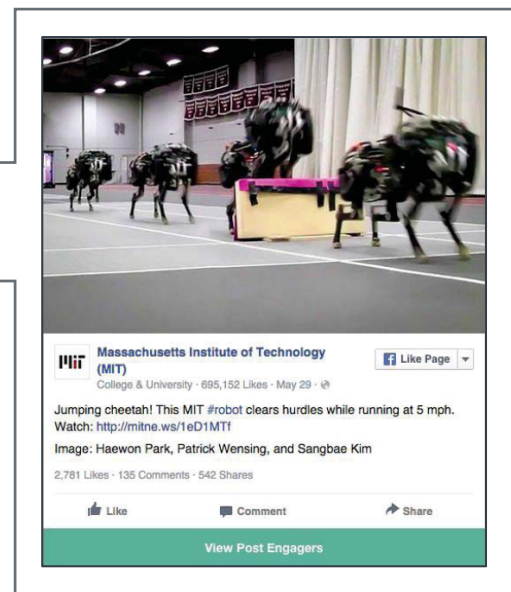 MIT
Massachusetts Institute of Technology
(MIT)
College & University · 695,152 Likes · May 29 ·
Like Page
Jumping cheetah! This MIT #robot clears hurdles while running at 5 mph.
Watch: http://mitne.ws/1eD1MTf
Image: Haewon Park, Patrick Wensing, and Sangbae Kim
2,781 Likes · 135 Comments · 542 Shares
Like
Comment
Share
View Post Engagers